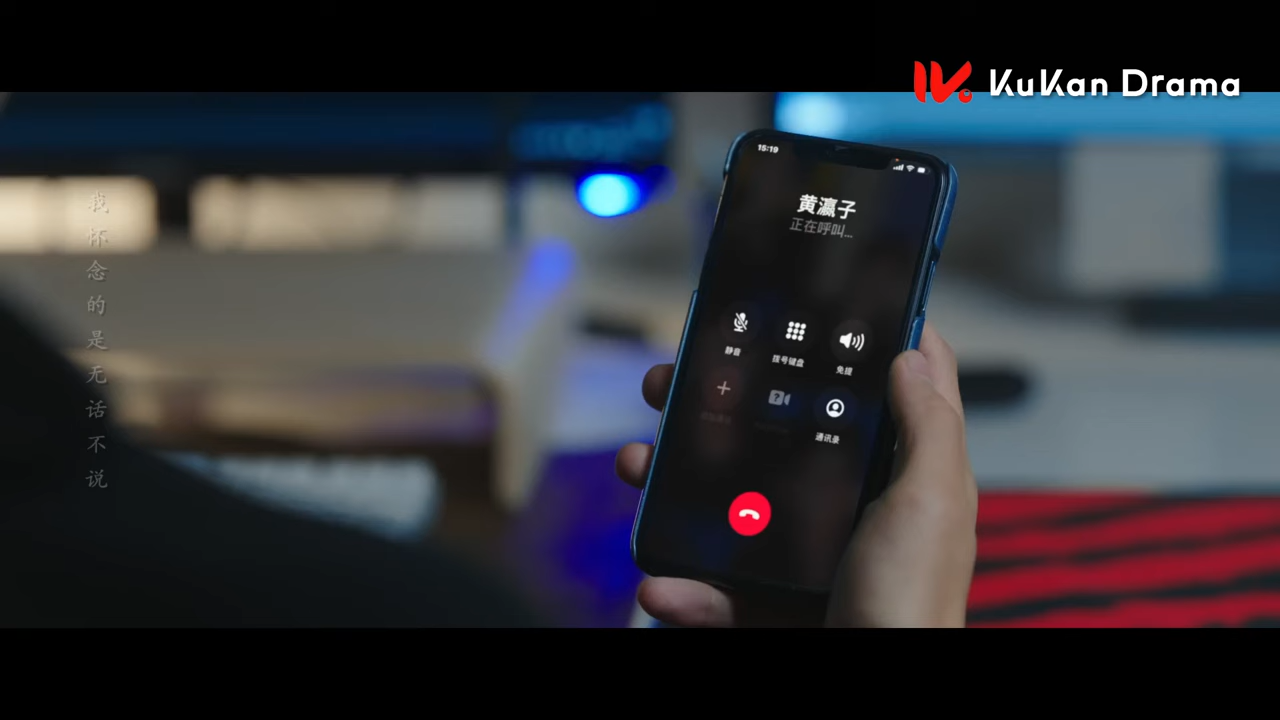 KuKan Drama
15:19
黄瀛子
正在呼叫...
静音
拨号键盘
免提
通讯录
我怀念的是无话不说